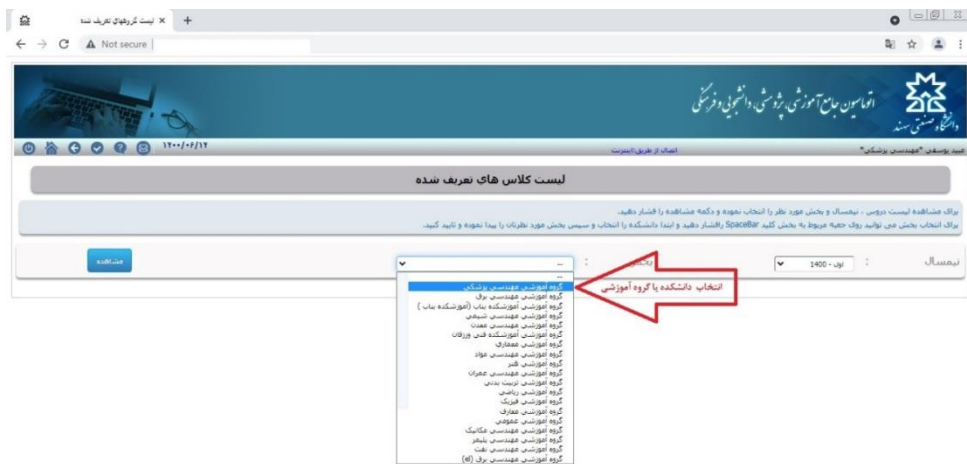 لیست گروههای تعریف شده
Not secure
اتوماسیون جامع آموزشی، پژوهشی، دانشجویی و فرهنگی
دانشگاه صنعتی سهند
۱۴۰۰/۰۶/۱۲
اتصال از طریق:اینترنت
عبید یوسفی "مهندسی پزشکی"
لیست کلاس های تعریف شده
برای مشاهده لیست دروس ، نیمسال و بخش مورد نظر را انتخاب نموده و دکمه مشاهده را فشار دهید.
برای انتخاب بخش می توانید روی جعبه مربوط به بخش کلید SpaceBar رافشار دهید و ابتدا دانشکده را انتخاب و سپس بخش مورد نظرتان را پیدا نموده و تایید کنید.
نیمسال : اول - 1400 بخش : -- مشاهده
انتخاب دانشکده یا گروه آموزشی
--
گروه آموزشی مهندسی پزشکی
گروه آموزشی مهندسی برق
گروه آموزشی آموزشکده بناب (آموزشکده بناب )
گروه آموزشی مهندسی شیمی
گروه آموزشی مهندسی معدن
گروه آموزشی آموزشکده فنی ورزقان
گروه آموزشی معماری
گروه آموزشی مهندسی مواد
گروه آموزشی هنر
گروه آموزشی مهندسی عمران
گروه آموزشی تربیت بدنی
گروه آموزشی ریاضی
گروه آموزشی فیزیک
گروه آموزشی معارف
گروه آموزشی عمومی
گروه آموزشی مهندسی مکانیک
گروه آموزشی مهندسی پلیمر
گروه آموزشی مهندسی نفت
گروه آموزشی مهندسی برق (el)